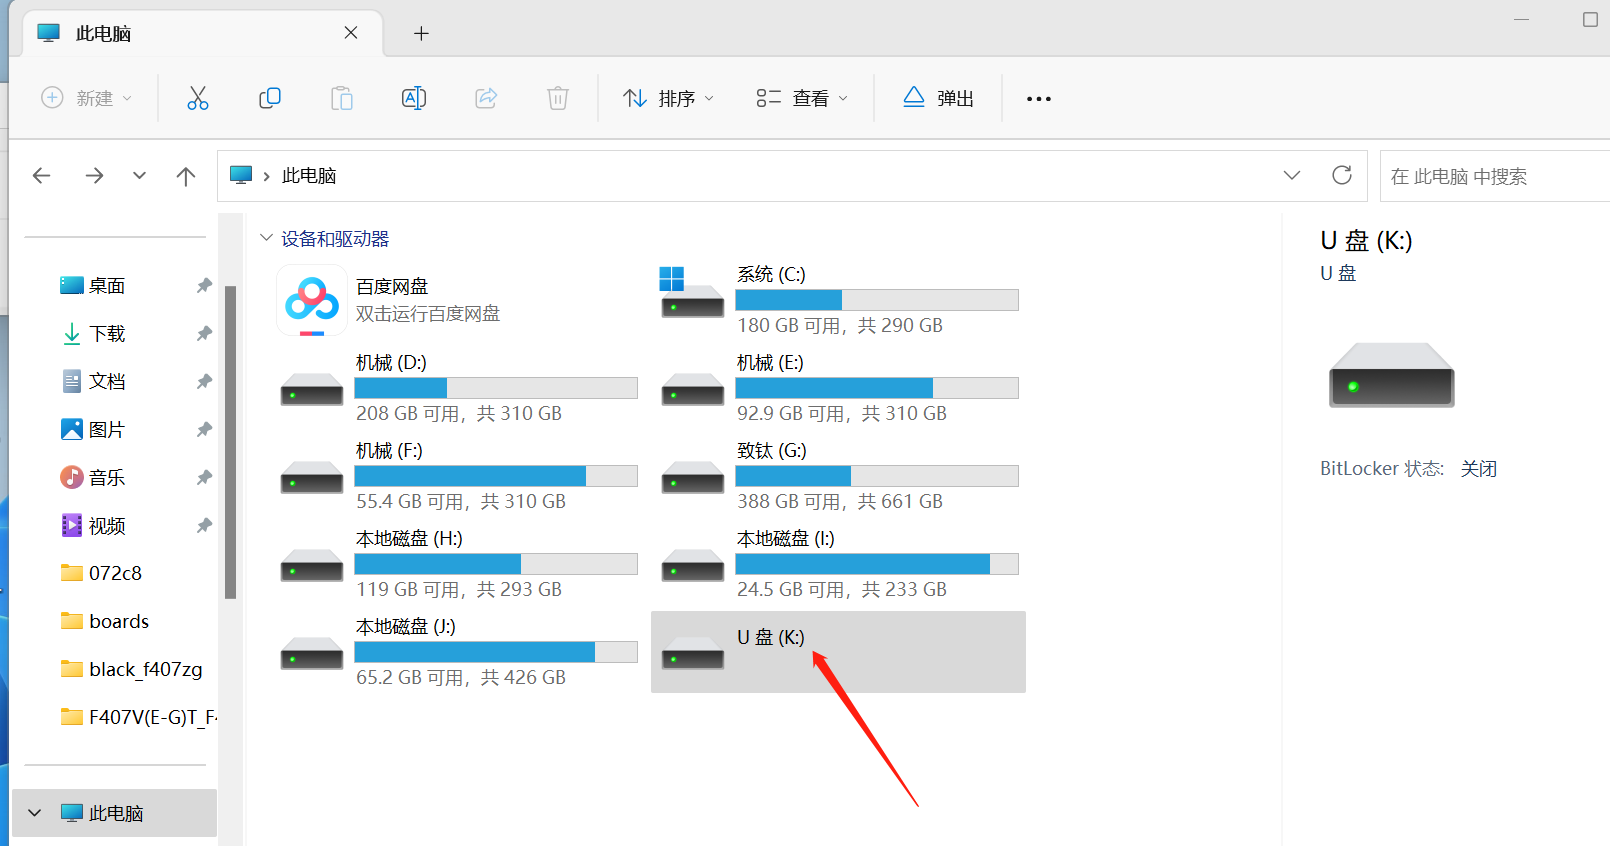 此电脑
新建
排序
查看
弹出
此电脑
在 此电脑 中搜索
桌面
下载
文档
图片
音乐
视频
072c8
boards
black_f407zg
F407V(E-G)T_F4
此电脑
设备和驱动器
百度网盘
双击运行百度网盘
系统 (C:)
180 GB 可用，共 290 GB
机械 (D:)
208 GB 可用，共 310 GB
机械 (E:)
92.9 GB 可用，共 310 GB
机械 (F:)
55.4 GB 可用，共 310 GB
致钛 (G:)
388 GB 可用，共 661 GB
本地磁盘 (H:)
119 GB 可用，共 293 GB
本地磁盘 (I:)
24.5 GB 可用，共 233 GB
本地磁盘 (J:)
65.2 GB 可用，共 426 GB
U 盘 (K:)
U 盘 (K:)
U 盘
BitLocker 状态: 关闭